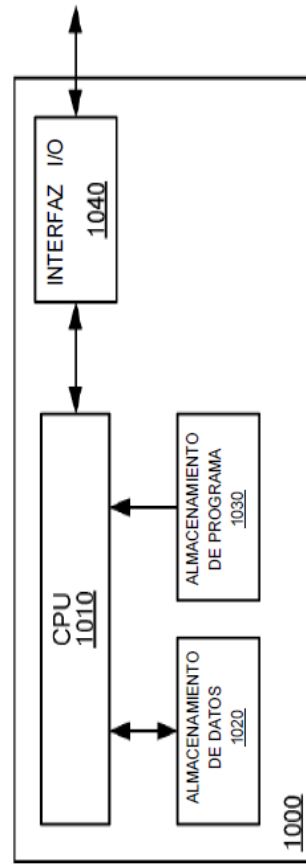 CPU
1010
INTERFAZ I/O
1040
ALMACENAMIENTO
DE DATOS
1020
ALMACENAMIENTO
DE PROGRAMA
1030
1000